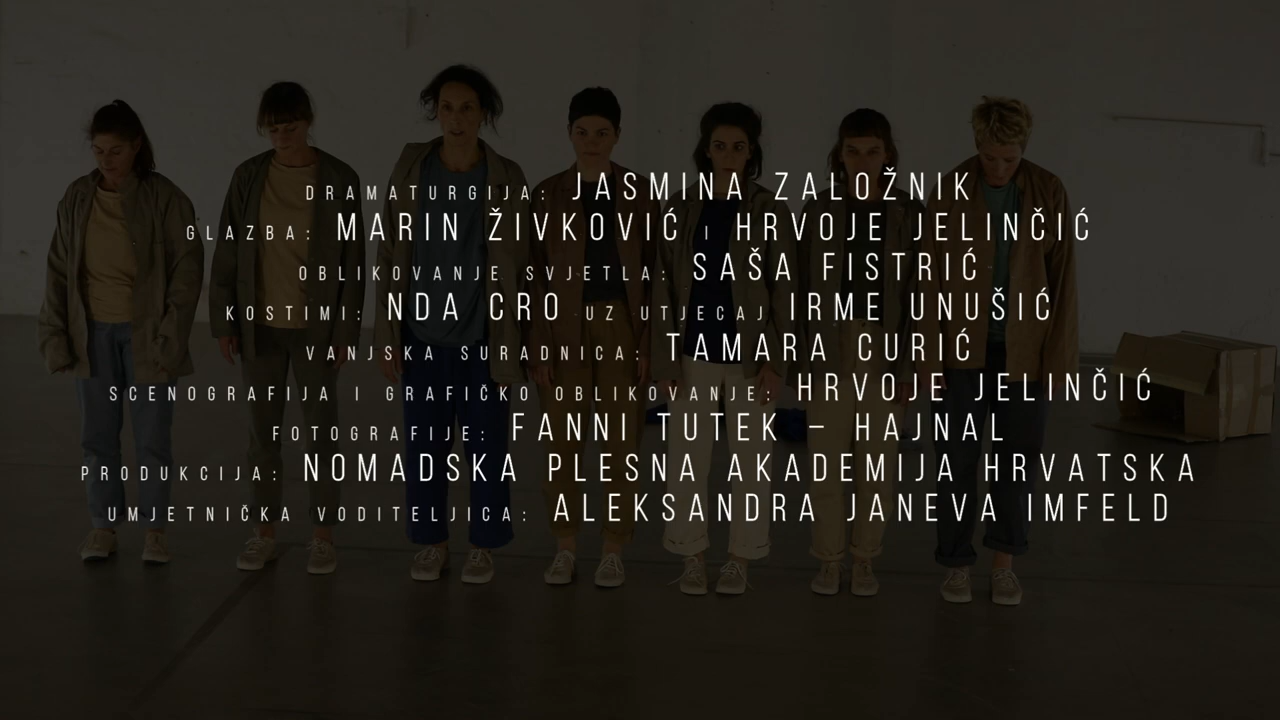 DRAMATURGIJA: JASMINA ZALOŽNIK
GLAZBA: MARIN ŽIVKOVIĆ I HRVOJE JELINČIĆ
OBLIKOVANJE SVJETLA: SAŠA FISTRIĆ
KOSTIMI: NDA CRO UZ UTJECAJ IRME UNUŠIĆ
VANJSKA SURADNICA: TAMARA CURIĆ
SCENOGRAFIJA I GRAFIČKO OBLIKOVANJE: HRVOJE JELINČIĆ
FOTOGRAFIJE: FANNI TUTEK – HAJNAL
PRODUKCIJA: NOMADSKA PLESNA AKADEMIJA HRVATSKA
UMJETNIČKA VODITELJICA: ALEKSANDRA JANEVA IMFELD